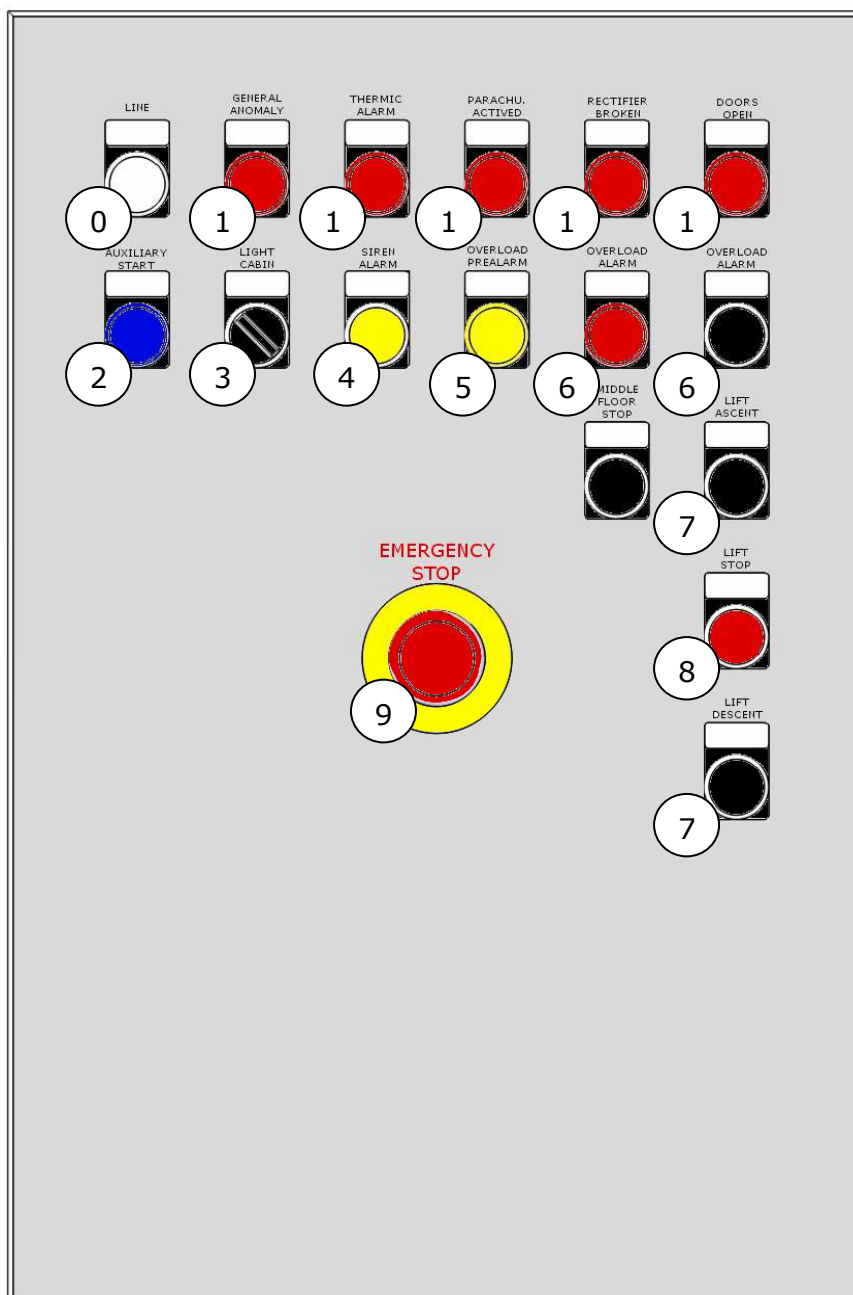 LINE
GENERAL
ANOMALY
THERMIC
ALARM
PARACHU.
ACTIVED
RECTIFIER
BROKEN
DOORS
OPEN
0
1
1
1
1
1
AUXILIARY
START
LIGHT
CABIN
SIREN
ALARM
OVERLOAD
PREALARM
OVERLOAD
ALARM
OVERLOAD
ALARM
2
3
4
5
6
6
MIDDLE
FLOOR
STOP
LIFT
ASCENT
7
EMERGENCY
STOP
9
LIFT
STOP
8
LIFT
DESCENT
7